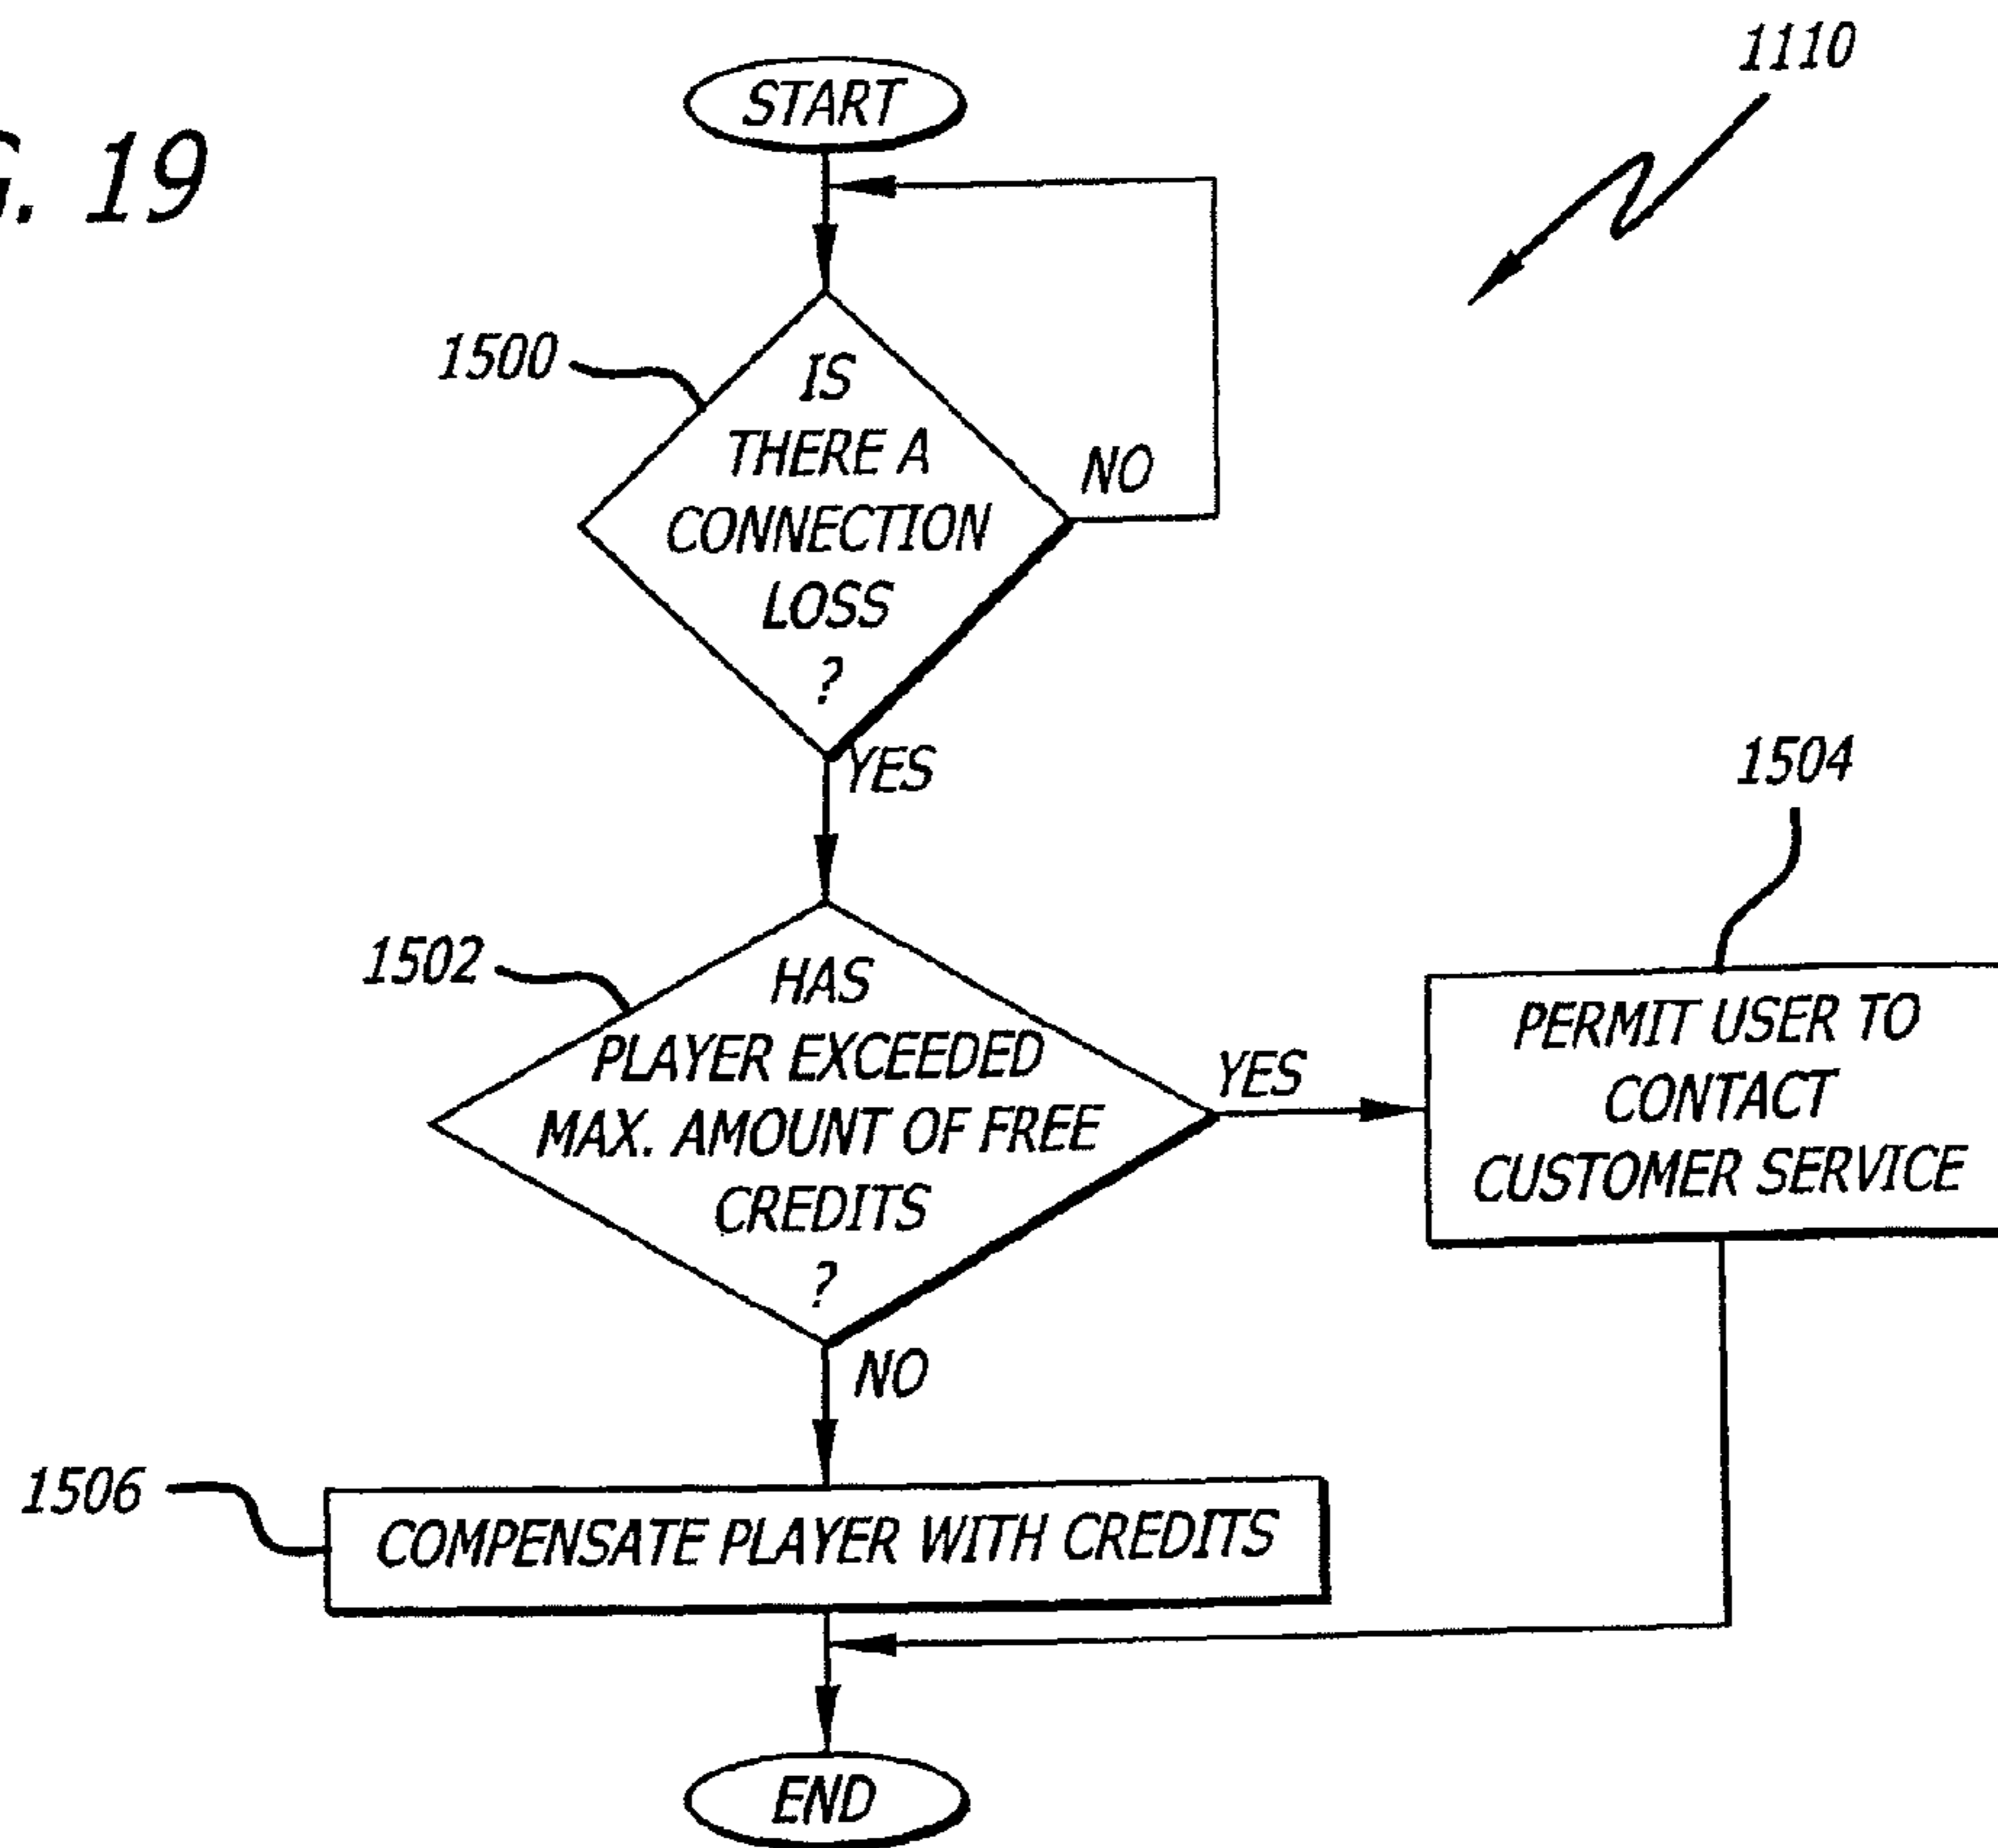 1110
START
G. 19
1500
IS
THERE A
CONNECTION
LOSS
?
NO
YES
1504
1502
HAS
PLAYER EXCEEDED
MAX. AMOUNT OF FREE
CREDITS
?
YES
PERMIT USER TO
CONTACT
CUSTOMER SERVICE
NO
1506
COMPENSATE PLAYER WITH CREDITS
END